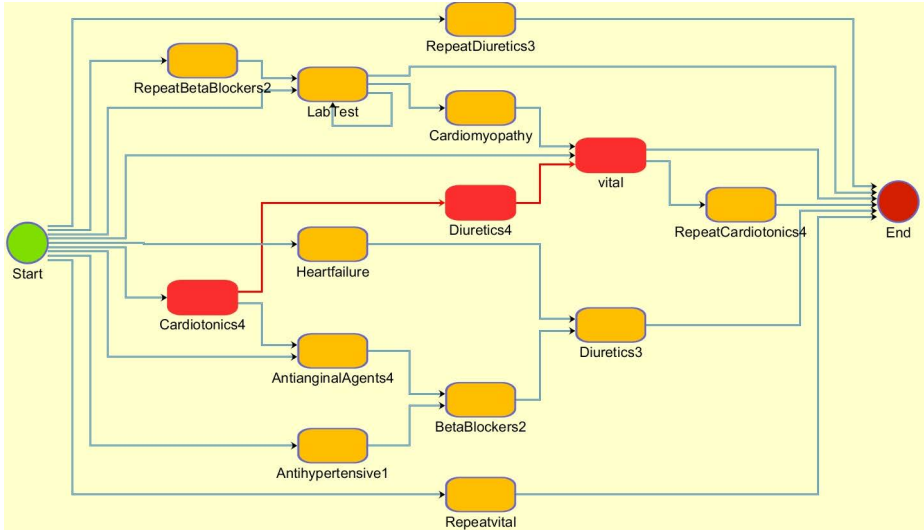 RepeatDiuretics3
RepeatBetaBlockers2
LabTest
Cardiomyopathy
vital
Diuretics4
RepeatCardiotonics4
End
Start
Heartfailure
Cardiotonics4
Diuretics3
AntianginalAgents4
BetaBlockers2
Antihypertensive1
Repeatvital